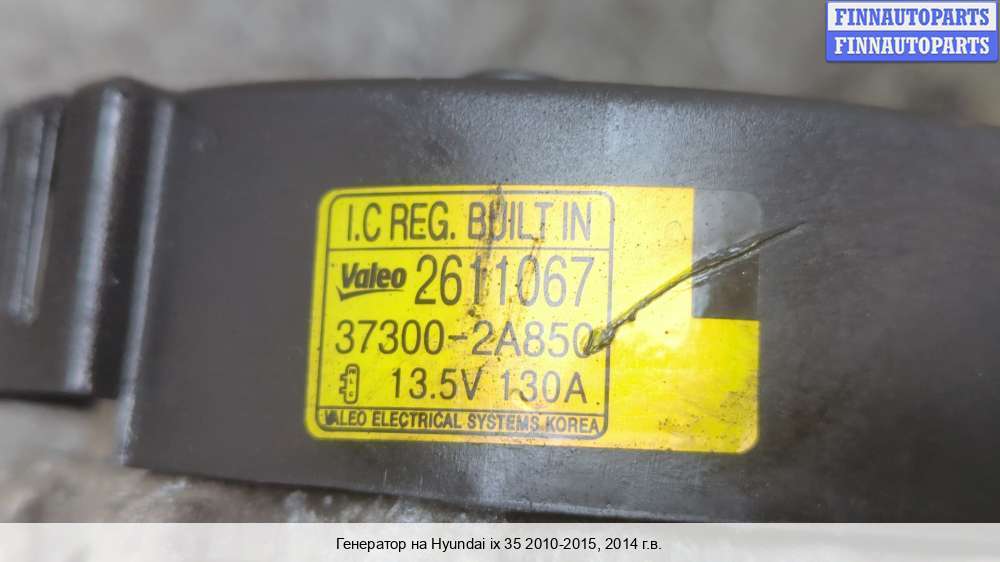 FINNAUTOPARTS
FINNAUTOPARTS
I.C REG. BUILT IN
Valeo 2611067
37300-2A850
13.5V 130A
VALEO ELECTRICAL SYSTEMS KOREA
Генератор на Hyundai ix 35 2010-2015, 2014 г.в.